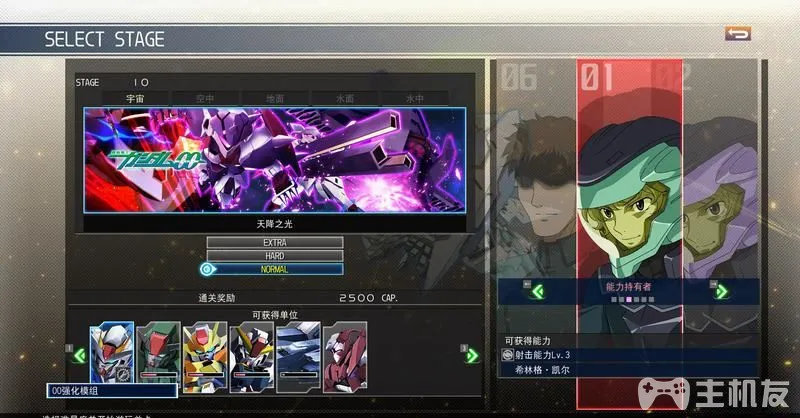 SELECT STAGE
STAGE 10
宇宙 空中 地面 水面 水中
天降之光
EXTRA
HARD
NORMAL
通关奖励 2500 CAP.
可获得单位
00强化模组
06 01 02
能力持有者
可获得能力
射击能力Lv.3
希林格·凯尔
主机友